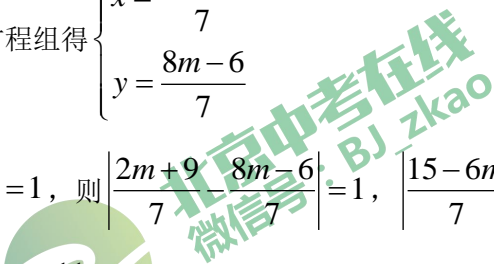 程组得 { x =  / 7
y = (8m − 6)/7
= 1，则 |(2m + 9)/7 − (8m − 6)/7| = 1，|(15 − 6m / 7
北京中考在线
微信号：BJ_zkao